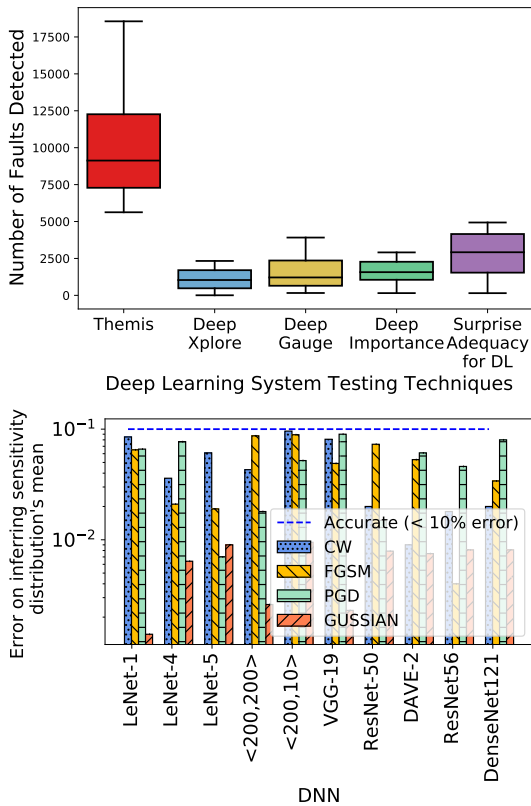 Number of Faults Detected
17500
15000
12500
10000
7500
5000
2500
0
Themis
Deep
Xplore
Deep
Gauge
Deep
Importance
Surprise
Adequacy
for DL
Deep Learning System Testing Techniques
Error on inferring sensitivity
distribution's mean
10⁻¹
10⁻²
Accurate (< 10% error)
CW
FGSM
PGD
GUSSIAN
LeNet-1
LeNet-4
LeNet-5
<200,200>
<200,10>
VGG-19
ResNet-50
DAVE-2
ResNet56
DenseNet121
DNN